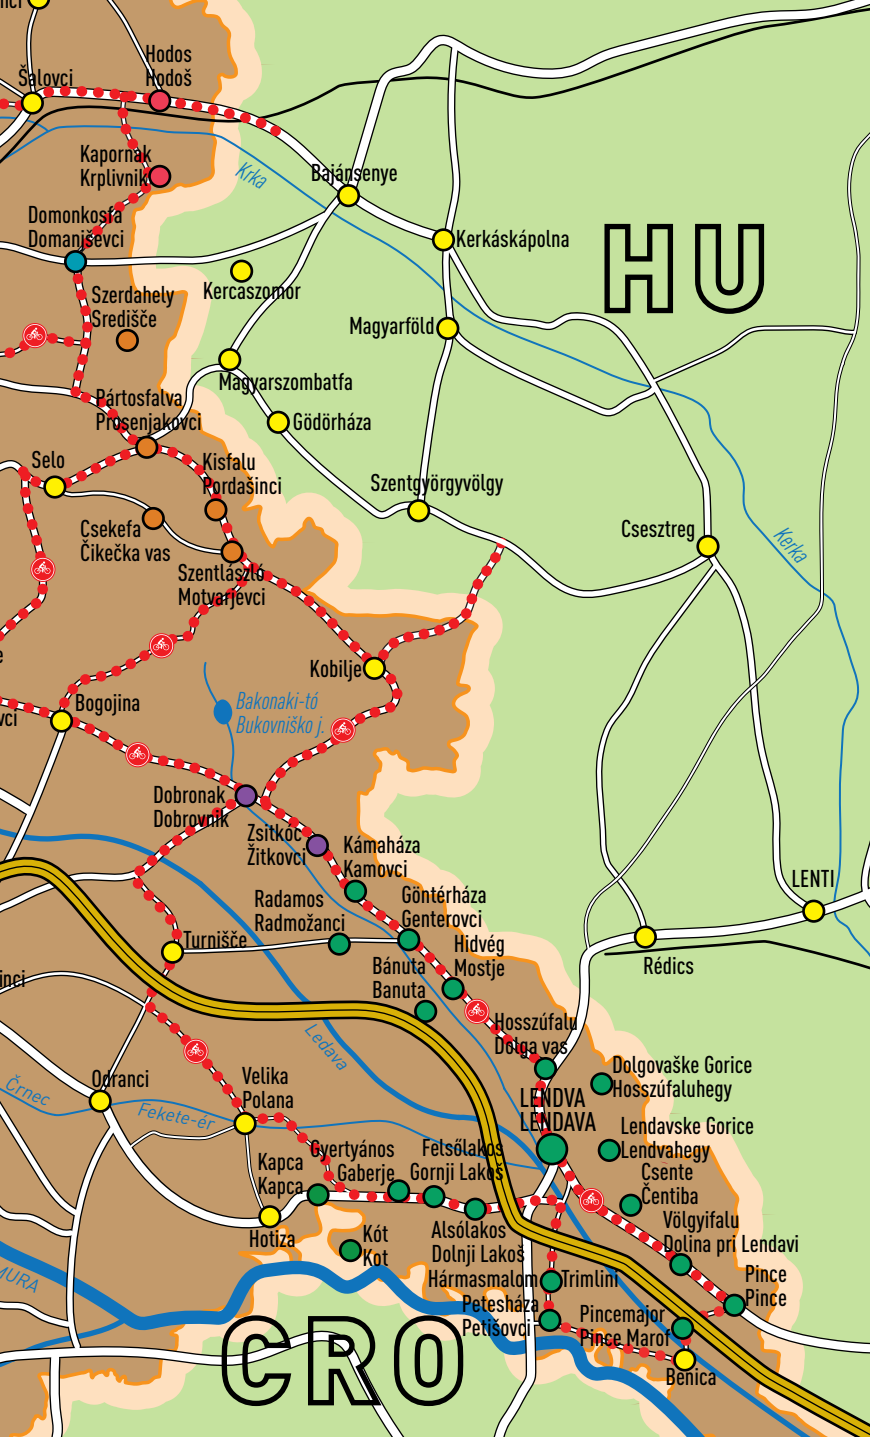 Hodos
Hodoš
Šalovci
Kapornak
Krplivnik
Krka
Bajánsenye
Domonkosfa
Domanjševci
Kerkáskápolna
HU
Kercaszomor
Szerdahely
Središče
Magyarföld
Magyarszombatfa
Pártosfalva
Prosenjakovci
Gödörháza
Selo
Kisfalu
Pordašinci
Szentgyörgyvölgy
Csekefa
Čikečka vas
Csesztreg
Kerka
Szentlászló
Motvarjevci
Kobilje
Bogojina
Bakonaki-tó
Bukovniško j.
vci
Dobronak
Dobrovnik
Zsitkóc
Žitkovci
Kámaháza
Kamovci
LENTI
Radamos
Radmožanci
Göntérháza
Genterovci
Turnišče
Hidvég
Mostje
Rédics
Bánuta
Banuta
inci
Hosszúfalu
Dolga vas
Ledava
Dolgovaške Gorice
Hosszúfaluhegy
Odranci
Velika
Polana
LENDVA
LENDAVA
Črnec
Fekete-ér
Lendavske Gorice
Lendvahegy
Kapca
Kapca
Gyertyános
Gaberje
Felsőlakos
Gornji Lakoš
Csente
Čentiba
Hotiza
Kót
Kot
Alsólakos
Dolnji Lakoš
Völgyifalu
Dolina pri Lendavi
MURA
Hármasmalom
Trimlini
Pince
Pince
Petesháza
Petišovci
Pincemajor
Pince Marof
Benica
CRO